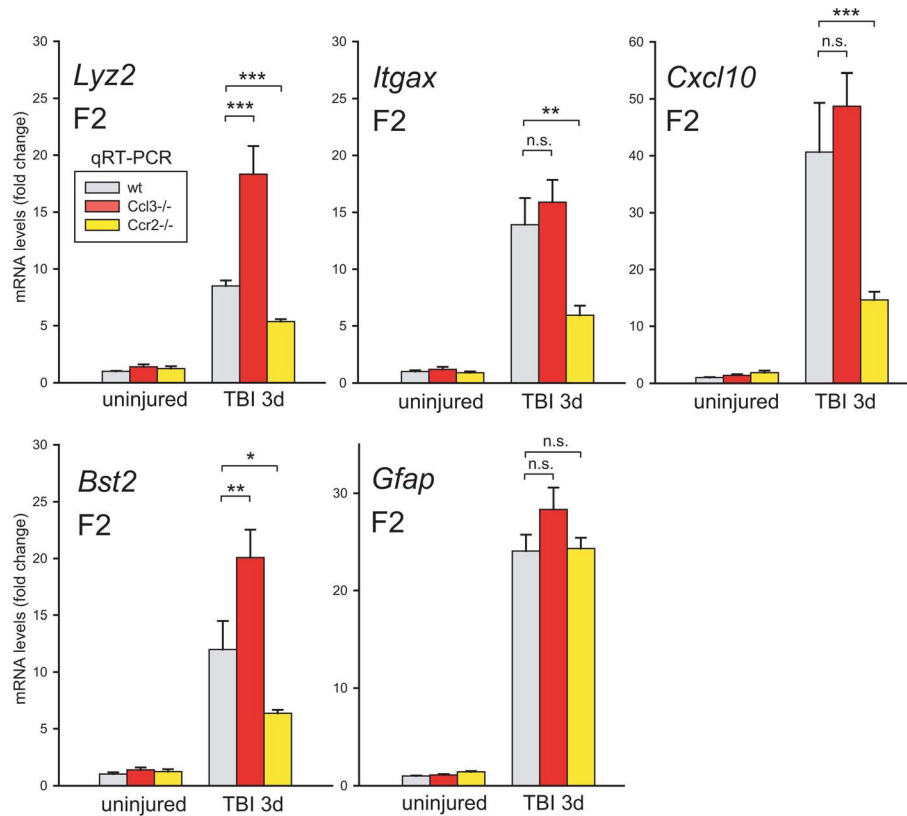 Lyz2
F2
qRT-PCR
wt
Ccl3-/-
Ccr2-/-
mRNA levels (fold change)
30
25
20
15
10
5
0
***
***
uninjured
TBI 3d
Itgax
F2
30
25
20
15
10
5
0
**
n.s.
uninjured
TBI 3d
Cxcl10
F2
60
50
40
30
20
10
0
***
n.s.
uninjured
TBI 3d
Bst2
F2
mRNA levels (fold change)
30
25
20
15
10
5
0
*
**
uninjured
TBI 3d
Gfap
F2
30
20
10
0
n.s.
n.s.
uninjured
TBI 3d